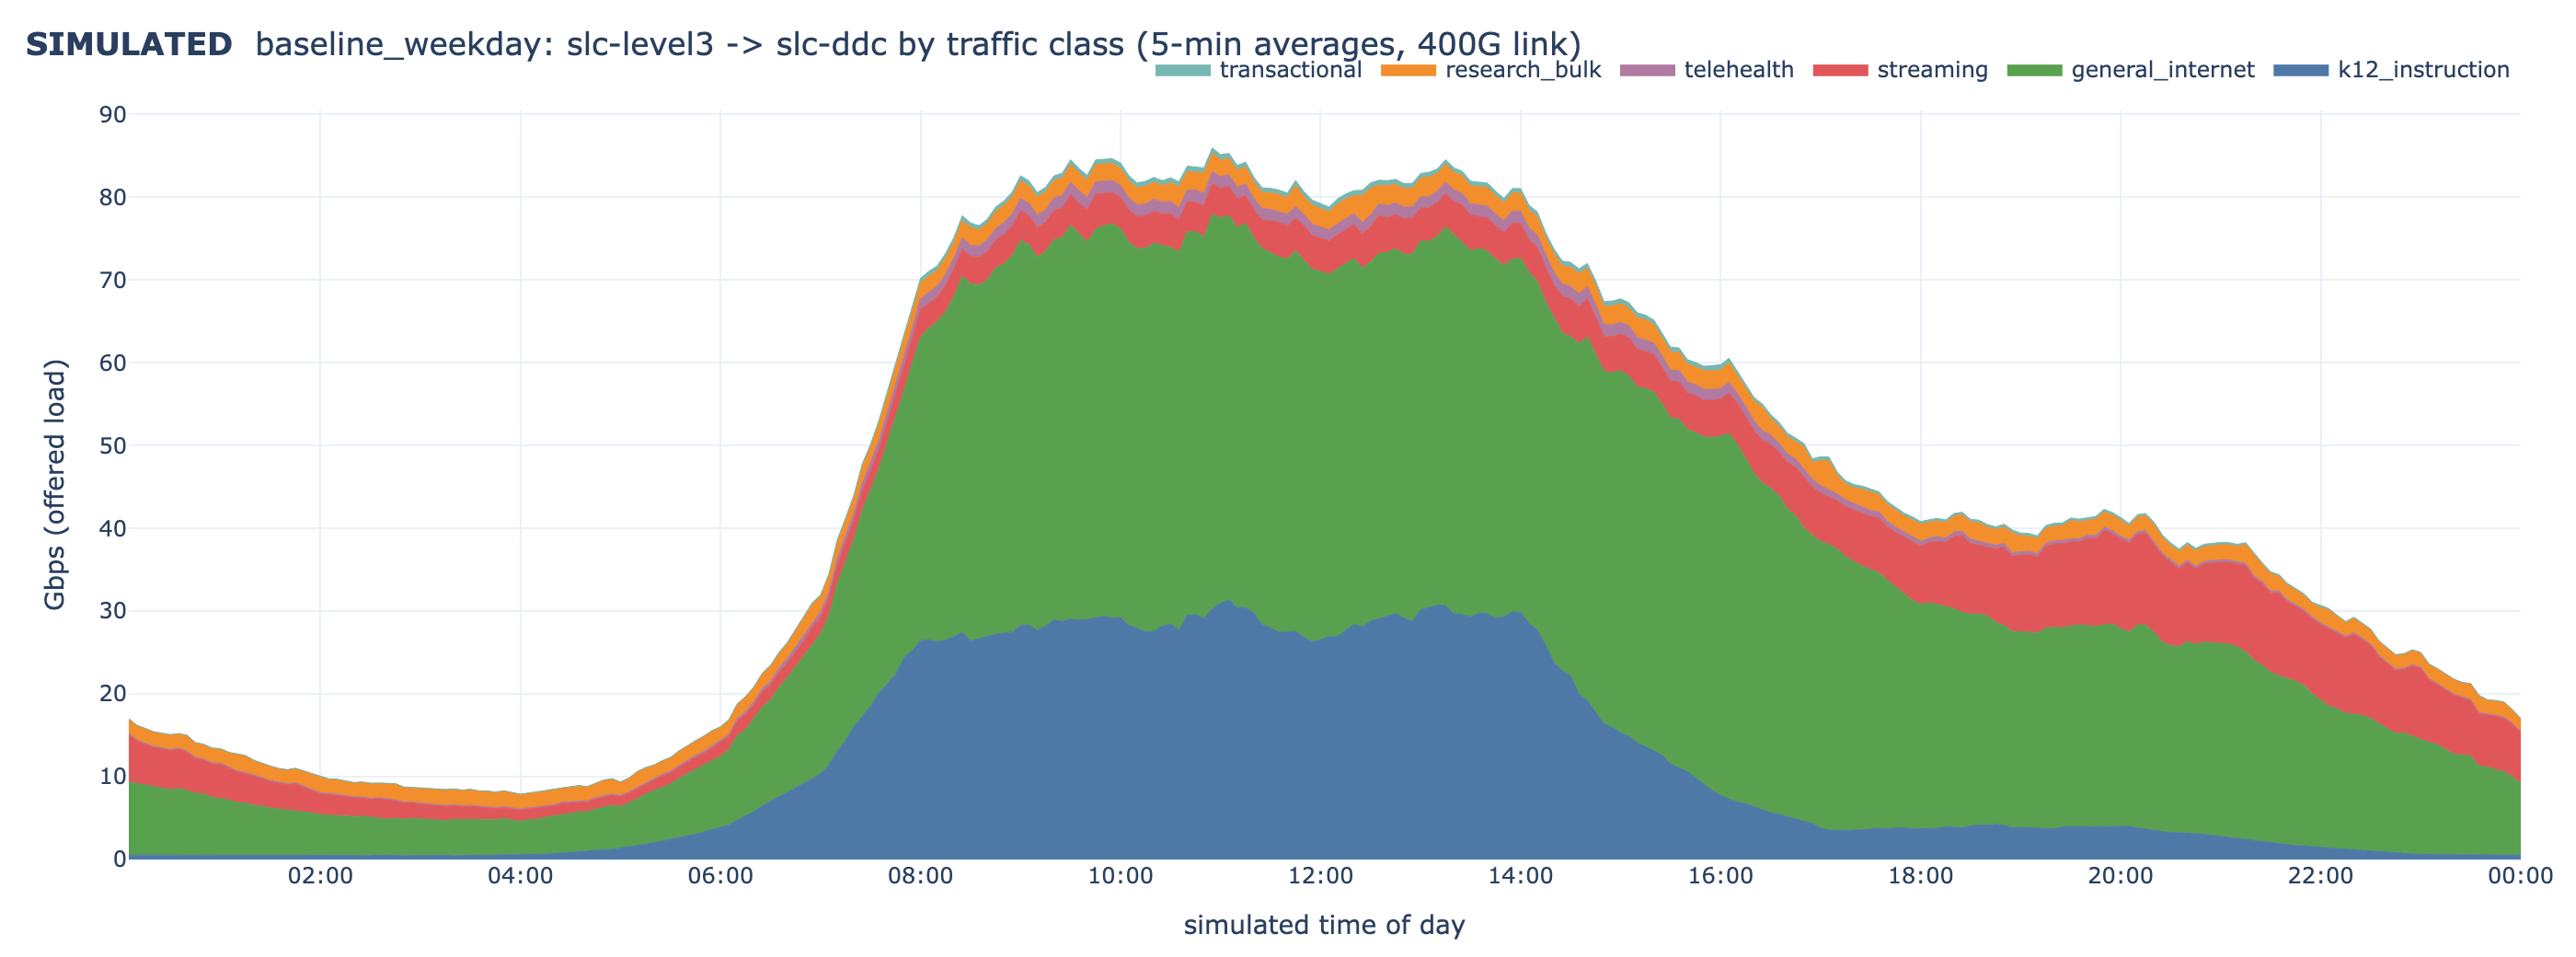 SIMULATED baseline_weekday: slc-level3 -> slc-ddc by traffic class (5-min averages, 400G link)
transactional research_bulk telehealth streaming general_internet k12_instruction
90
80
70
60
50
40
30
20
10
0
Gbps (offered load)
02:00 04:00 06:00 08:00 10:00 12:00 14:00 16:00 18:00 20:00 22:00 00:00
simulated time of day